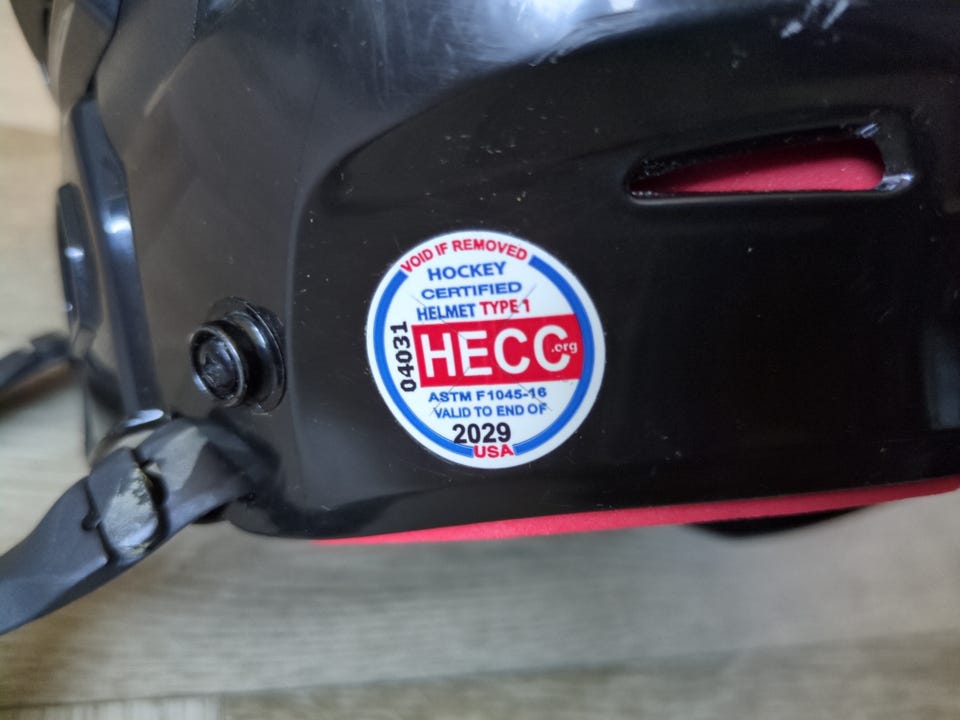 VOID IF REMOVED
HOCKEY
CERTIFIED
HELMET TYPE 1
04031
HECC.org
ASTM F1045-16
VALID TO END OF
2029
USA